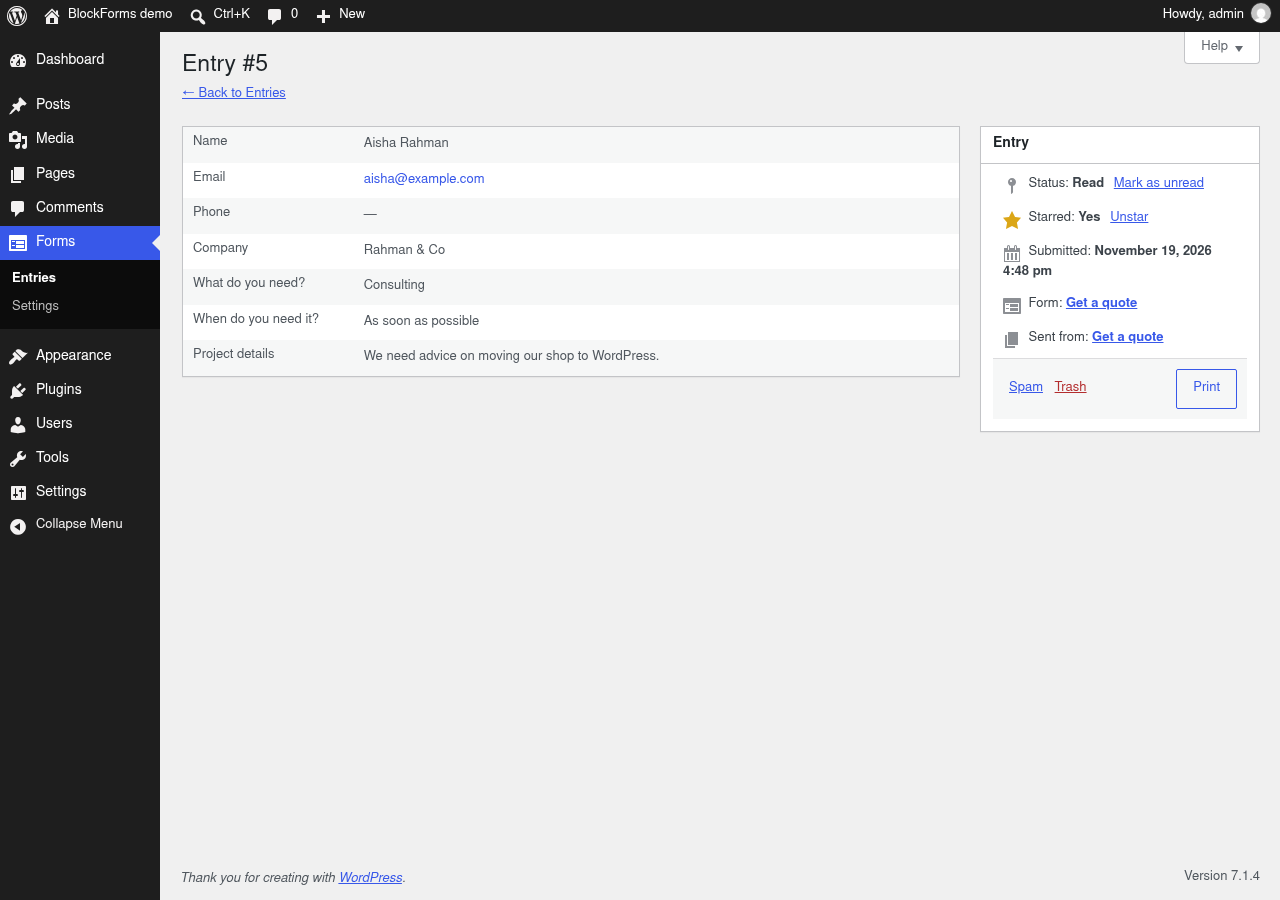 BlockForms demo
Ctrl+K
0
New
Howdy, admin
Dashboard
Posts
Media
Pages
Comments
Forms
Entries
Settings
Appearance
Plugins
Users
Tools
Settings
Collapse Menu
Help
Entry #5
← Back to Entries
Name Aisha Rahman
Email aisha@example.com
Phone —
Company Rahman & Co
What do you need? Consulting
When do you need it? As soon as possible
Project details We need advice on moving our shop to WordPress.
Entry
Status: Read Mark as unread
Starred: Yes Unstar
Submitted: November 19, 2026
4:48 pm
Form: Get a quote
Sent from: Get a quote
Spam Trash Print
Thank you for creating with WordPress.
Version 7.1.4